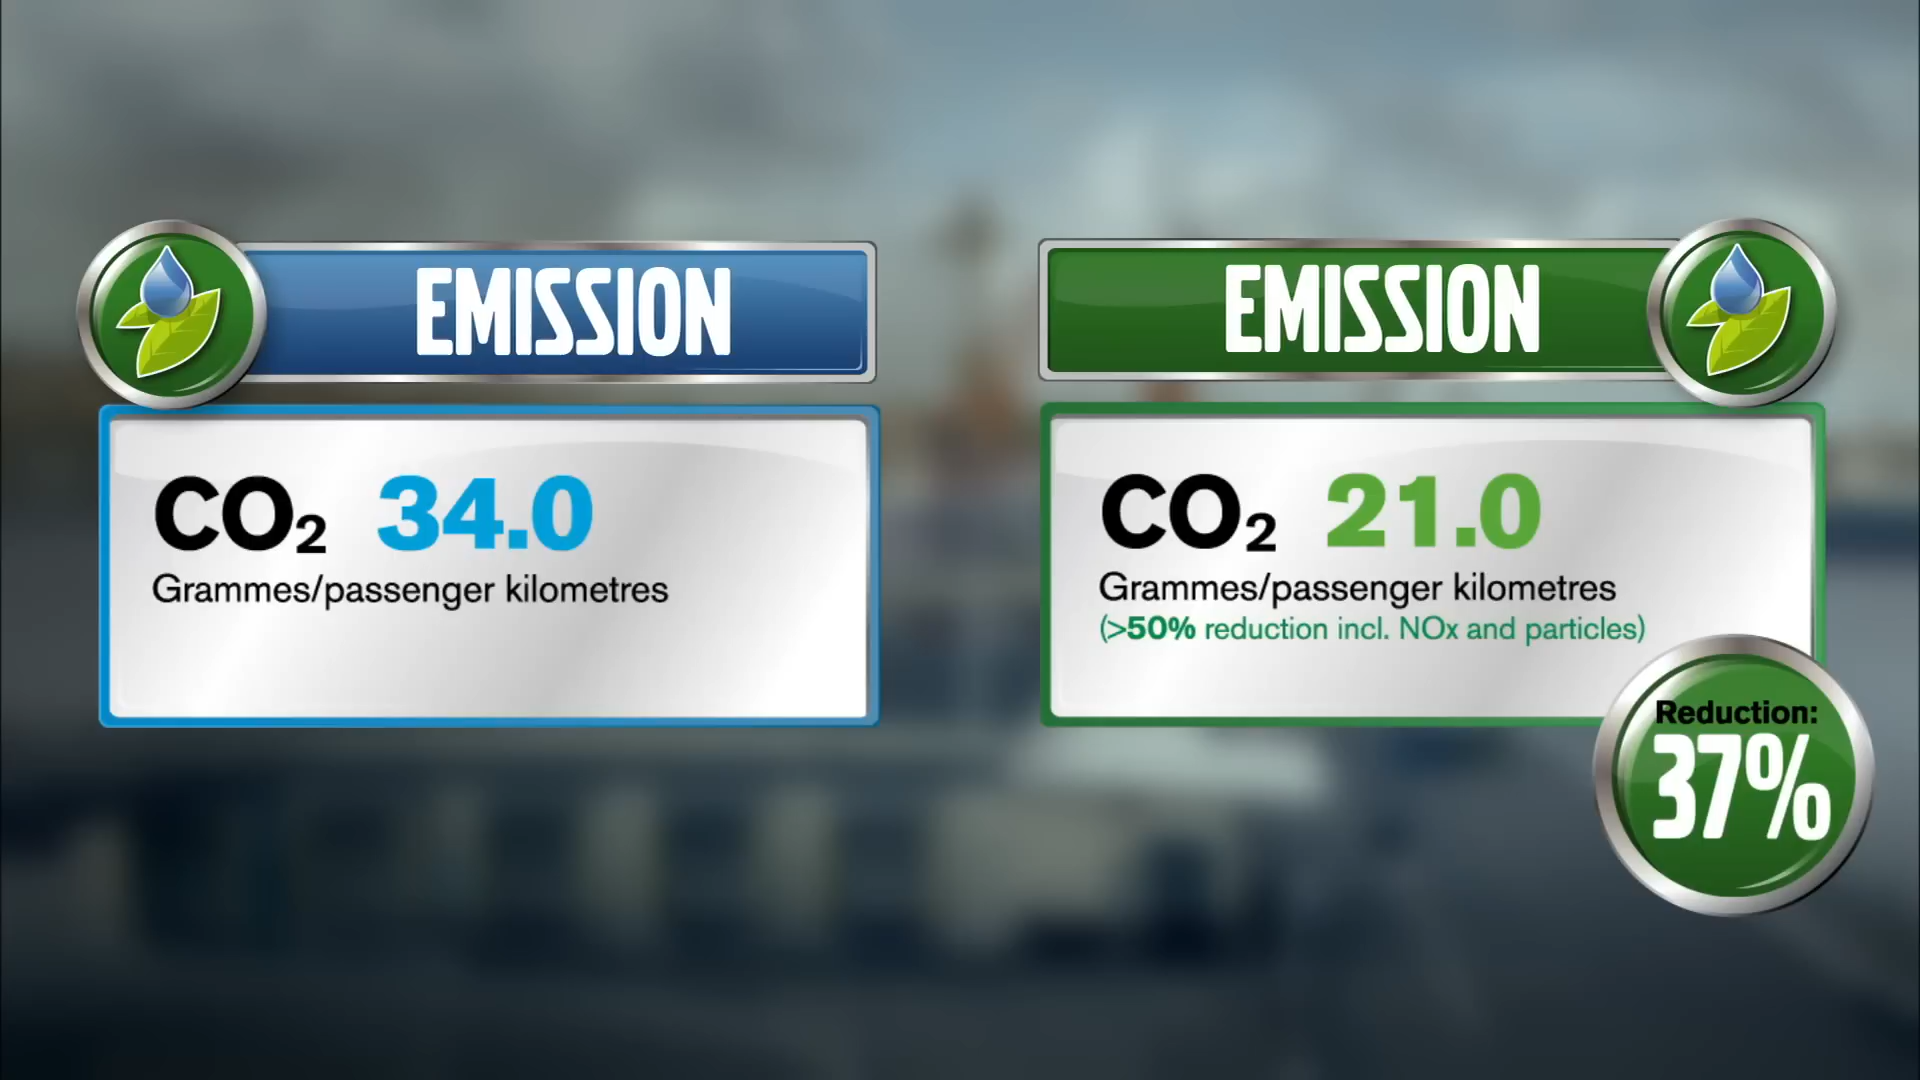 EMISSION
CO₂ 34.0
Grammes/passenger kilometres
EMISSION
CO₂ 21.0
Grammes/passenger kilometres
(>50% reduction incl. NOx and particles)
Reduction:
37%